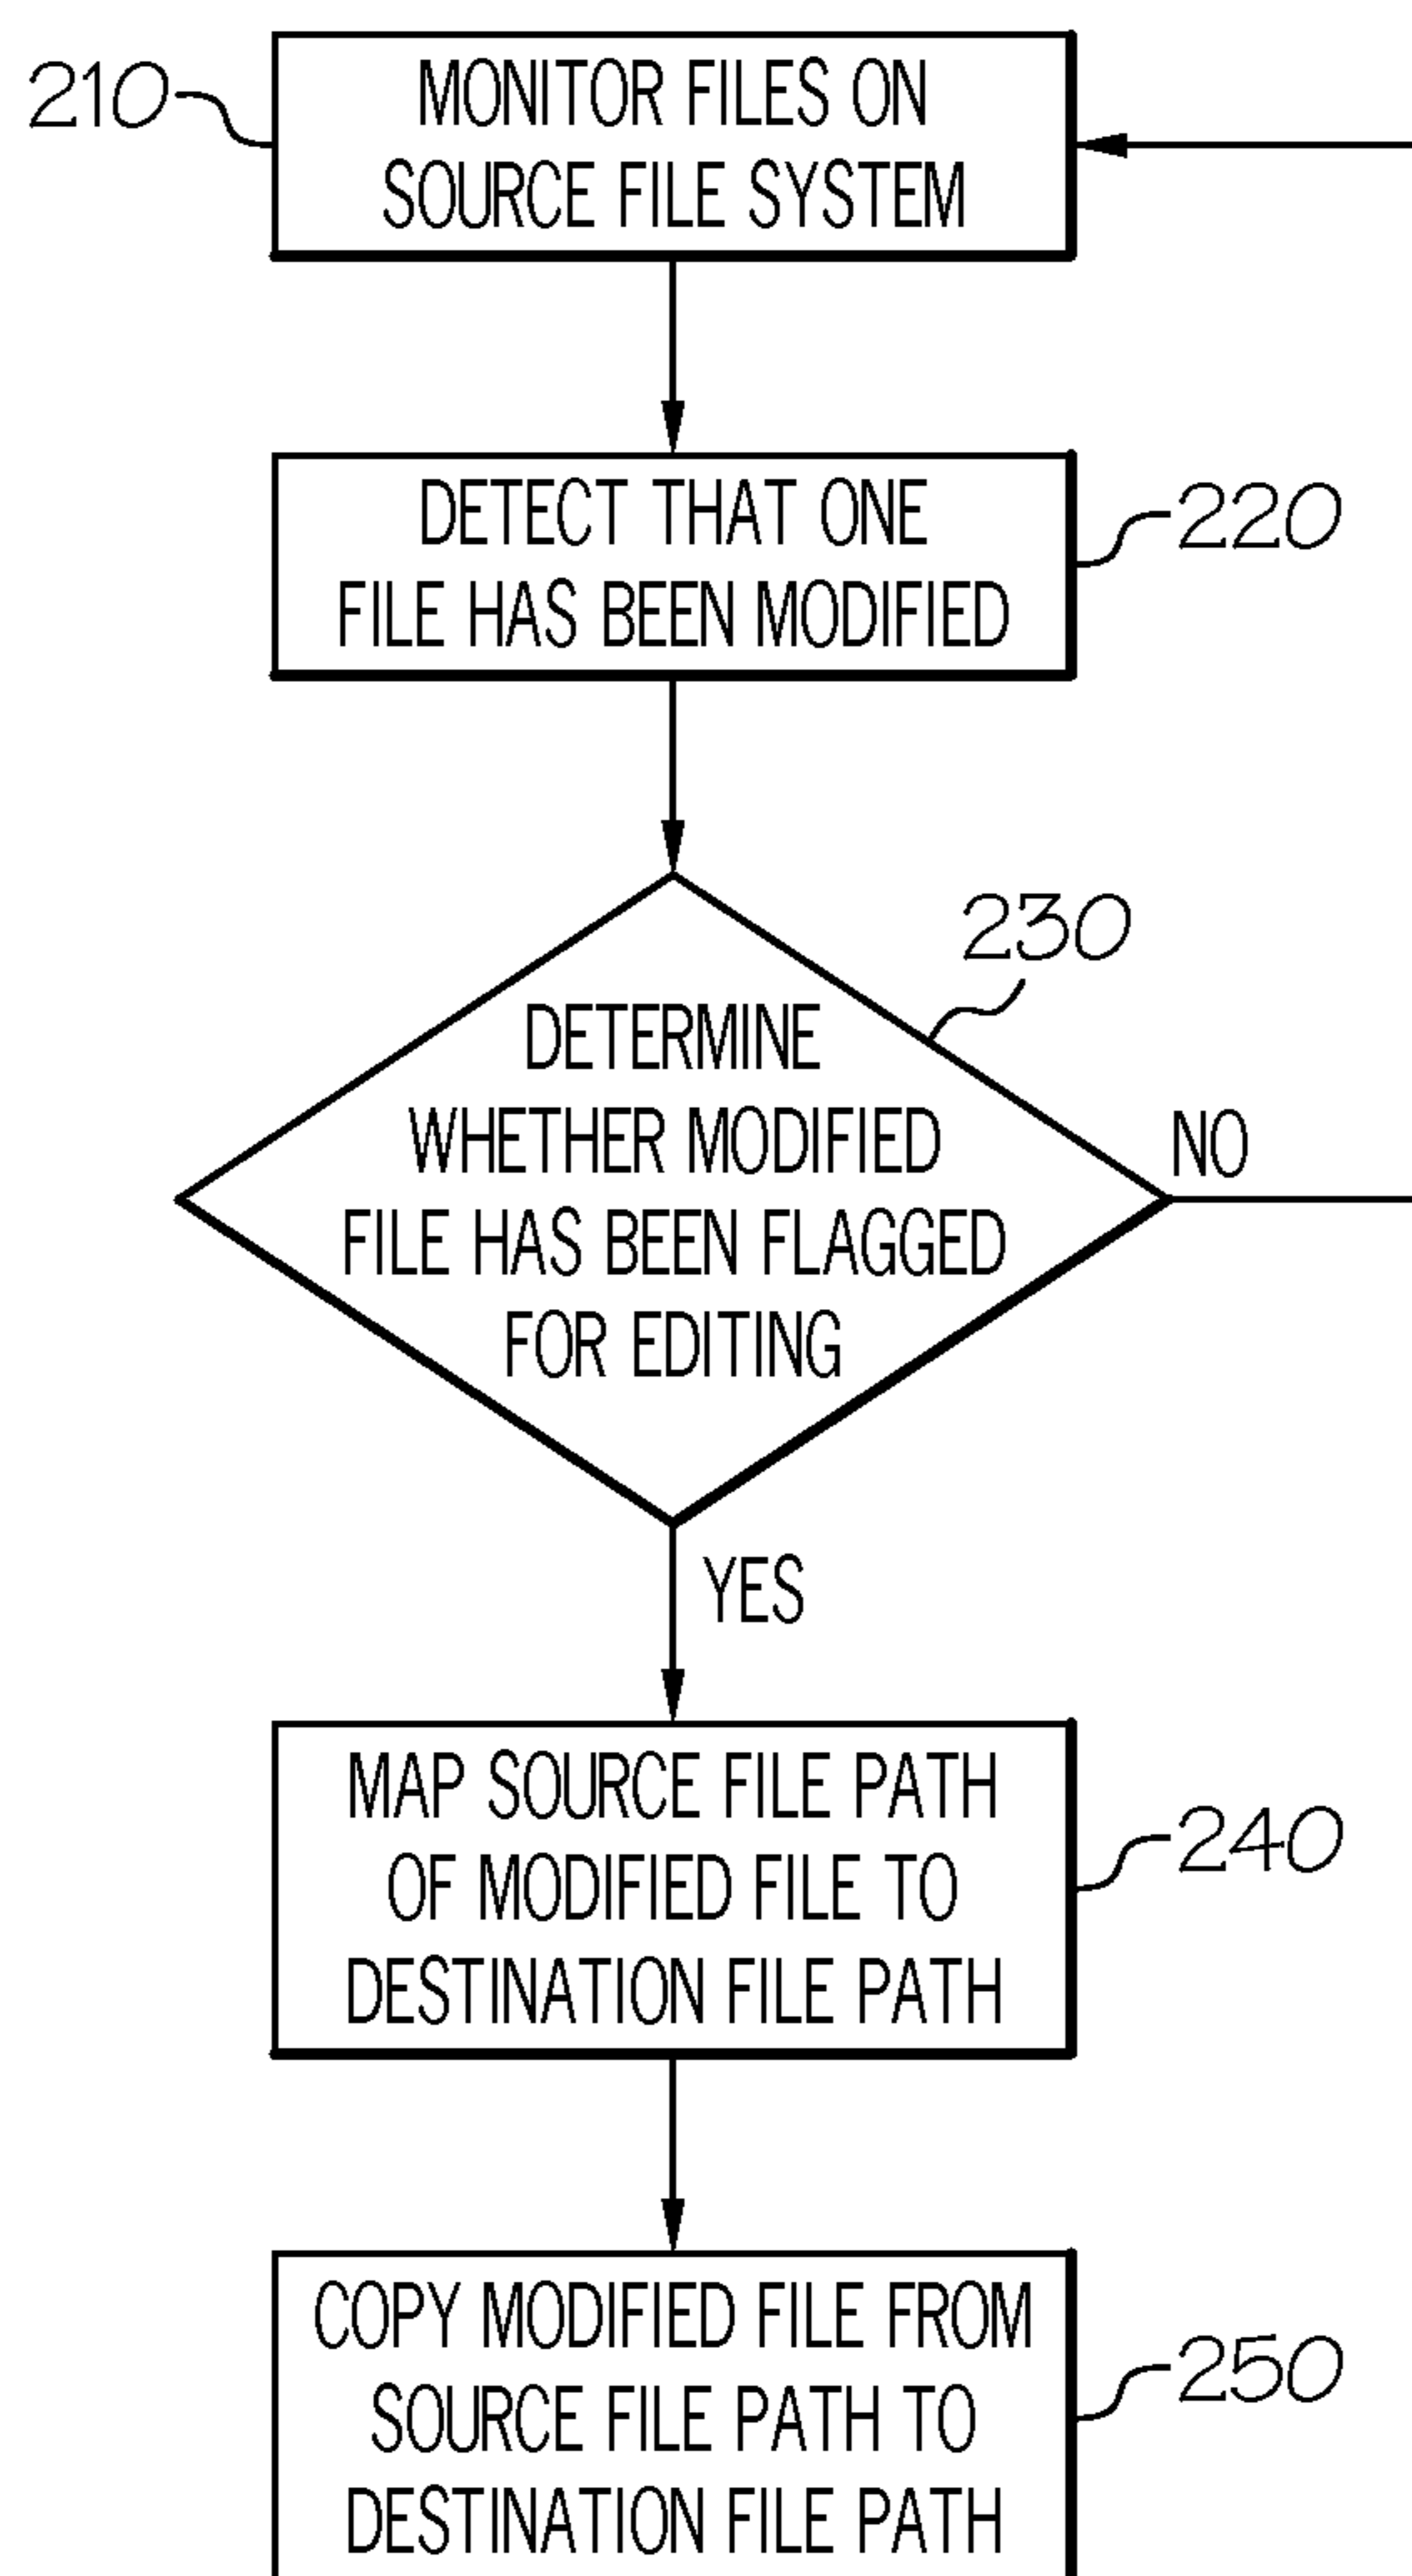 210
MONITOR FILES ON
SOURCE FILE SYSTEM
DETECT THAT ONE
FILE HAS BEEN MODIFIED
220
230
DETERMINE
WHETHER MODIFIED
FILE HAS BEEN FLAGGED
FOR EDITING
NO
YES
MAP SOURCE FILE PATH
OF MODIFIED FILE TO
DESTINATION FILE PATH
240
COPY MODIFIED FILE FROM
SOURCE FILE PATH TO
DESTINATION FILE PATH
250